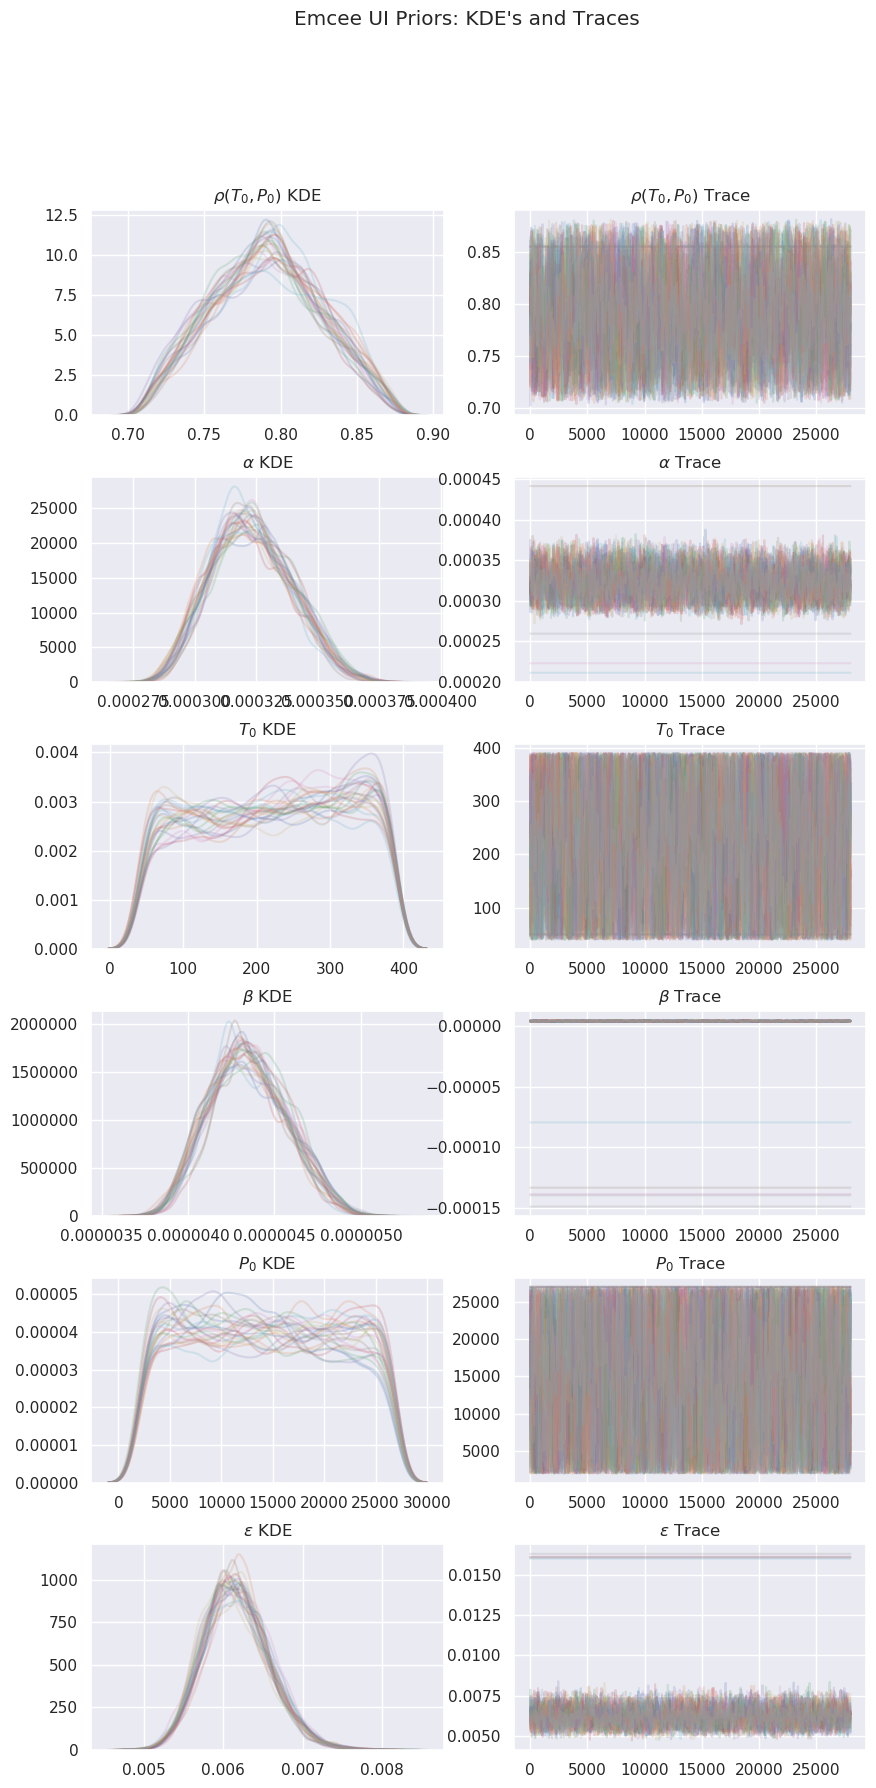 Emcee UI Priors: KDE's and Traces
ρ(T₀, P₀) KDE
12.5
10.0
7.5
5.0
2.5
0.0
0.70 0.75 0.80 0.85 0.90
ρ(T₀, P₀) Trace
0.85
0.80
0.75
0.70
0 5000 10000 15000 20000 25000
α KDE
25000
20000
15000
10000
5000
0
0.000275 0.000300 0.000325 0.000350 0.000375 0.000400
α Trace
0.00045
0.00040
0.00035
0.00030
0.00025
0.00020
0 5000 10000 15000 20000 25000
T₀ KDE
0.004
0.003
0.002
0.001
0.000
0 100 200 300 400
T₀ Trace
400
300
200
100
0 5000 10000 15000 20000 25000
β KDE
2000000
1500000
1000000
500000
0
0.0000035 0.0000040 0.0000045 0.0000050
β Trace
0.00000
−0.00005
−0.00010
−0.00015
0 5000 10000 15000 20000 25000
P₀ KDE
0.00005
0.00004
0.00003
0.00002
0.00001
0.00000
0 5000 10000 15000 20000 25000 30000
P₀ Trace
25000
20000
15000
10000
5000
0 5000 10000 15000 20000 25000
ε KDE
1000
750
500
250
0
0.005 0.006 0.007 0.008
ε Trace
0.0150
0.0125
0.0100
0.0075
0.0050
0 5000 10000 15000 20000 25000